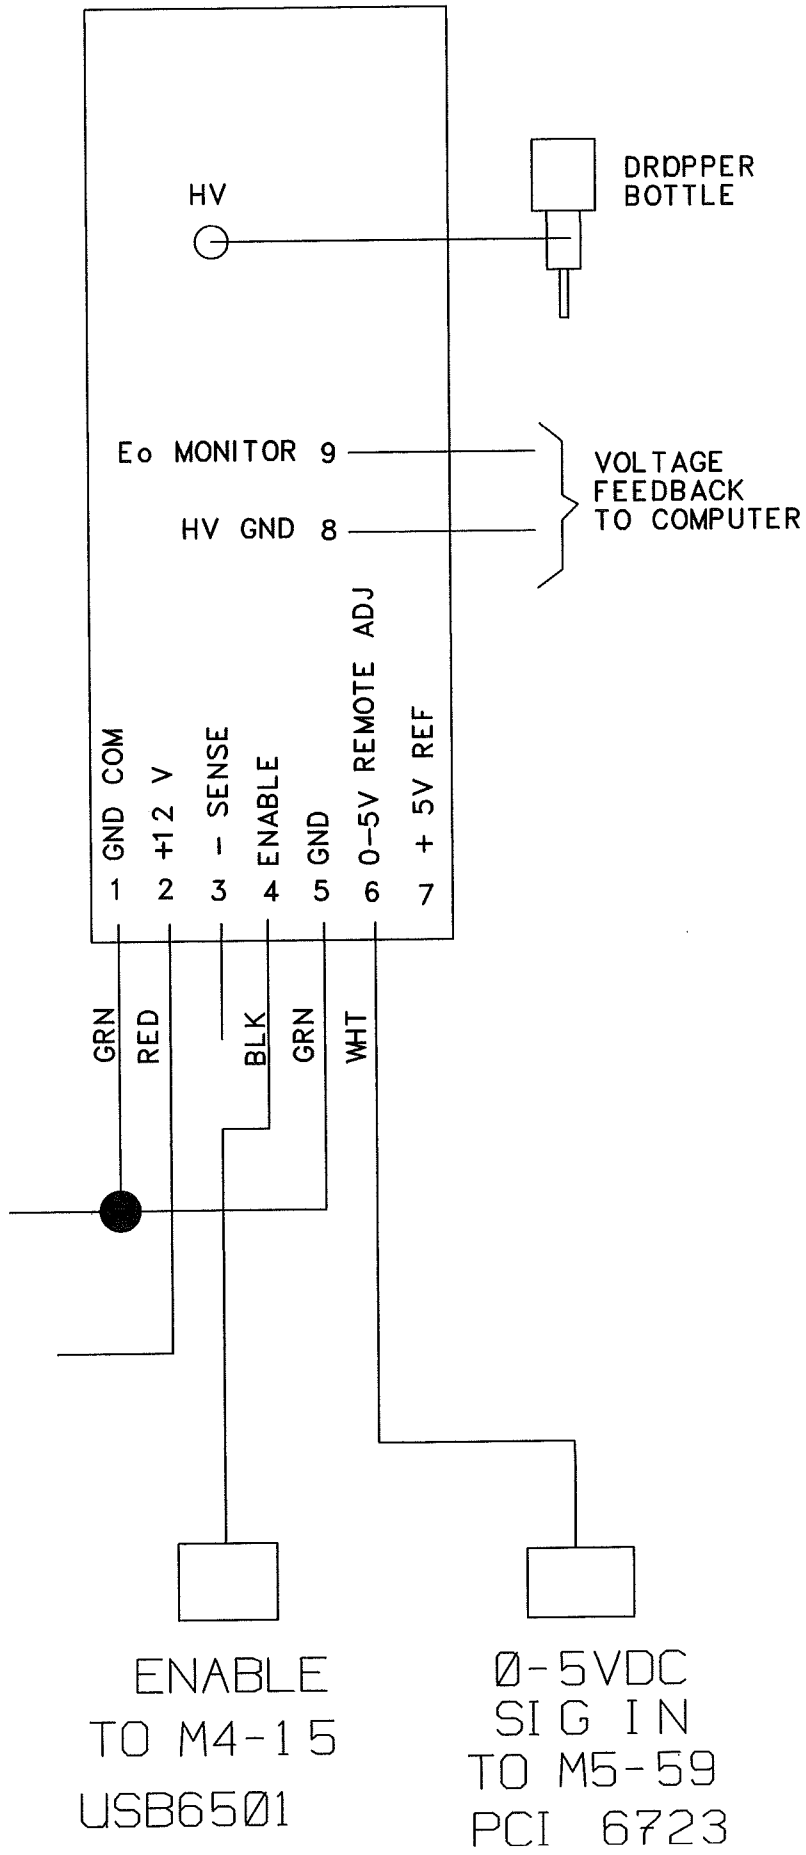 HV
DROPPER
BOTTLE
Eo MONITOR 9
HV GND 8
VOLTAGE
FEEDBACK
TO COMPUTER
1 GND COM
2 +12 V
3 - SENSE
4 ENABLE
5 GND
6 0-5V REMOTE ADJ
7 + 5V REF
GRN
RED
BLK
GRN
WHT
ENABLE
TO M4-15
USB6501
0-5VDC
SIG IN
TO M5-59
PCI 6723